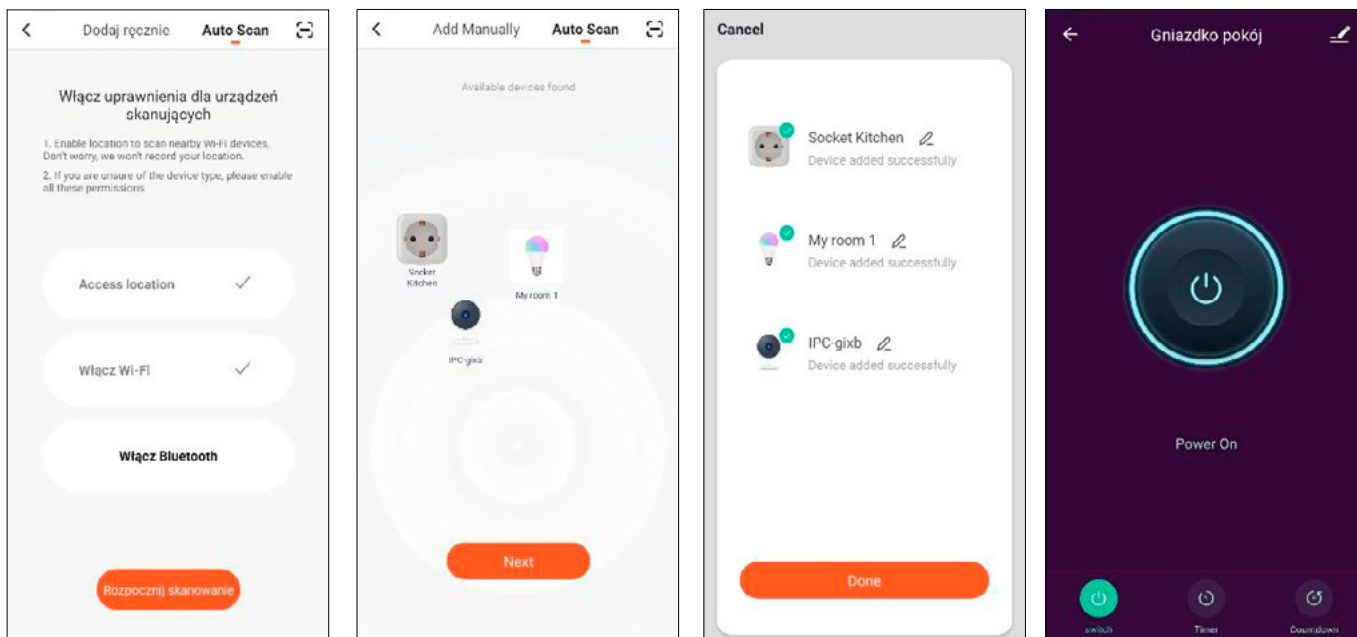 Dodaj ręcznie
Auto Scan
Włącz uprawnienia dla urządzeń
skanujących
1. Enable location to scan nearby Wi-Fi devices.
Don't worry, we won't record your location.
2. If you are unsure of the device type, please enable
all these permissions
Access location
Włącz Wi-Fi
Włącz Bluetooth
Rozpocznij skanowanie
Add Manually
Auto Scan
Available devices found
Socket
Kitchen
My room 1
IPC-gixb
Next
Cancel
Socket Kitchen
Device added successfully
My room 1
Device added successfully
IPC-gixb
Device added successfully
Done
Gniazdko pokój
Power On
switch
Timer
Countdown